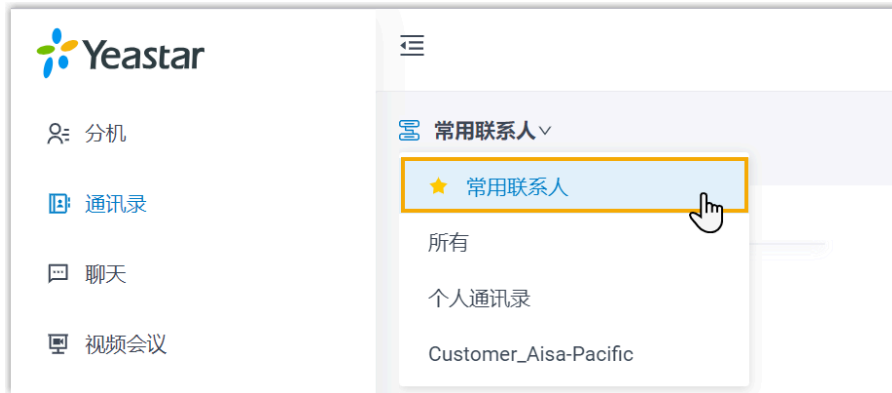 Yeastar
分机
通讯录
聊天
视频会议
常用联系人
常用联系人
所有
个人通讯录
Customer_Aisa-Pacific